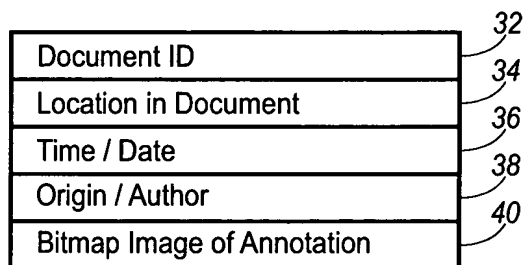 32
Document ID
34
Location in Document
36
Time / Date
38
Origin / Author
40
Bitmap Image of Annotation